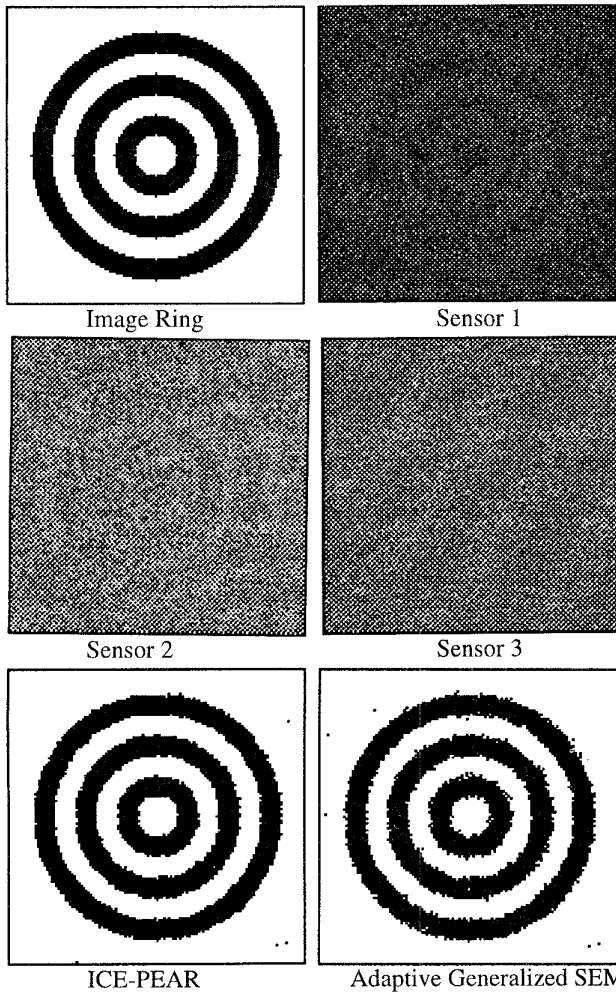 Image Ring
Sensor 1
Sensor 2
Sensor 3
ICE-PEAR
Adaptive Generalized SEM